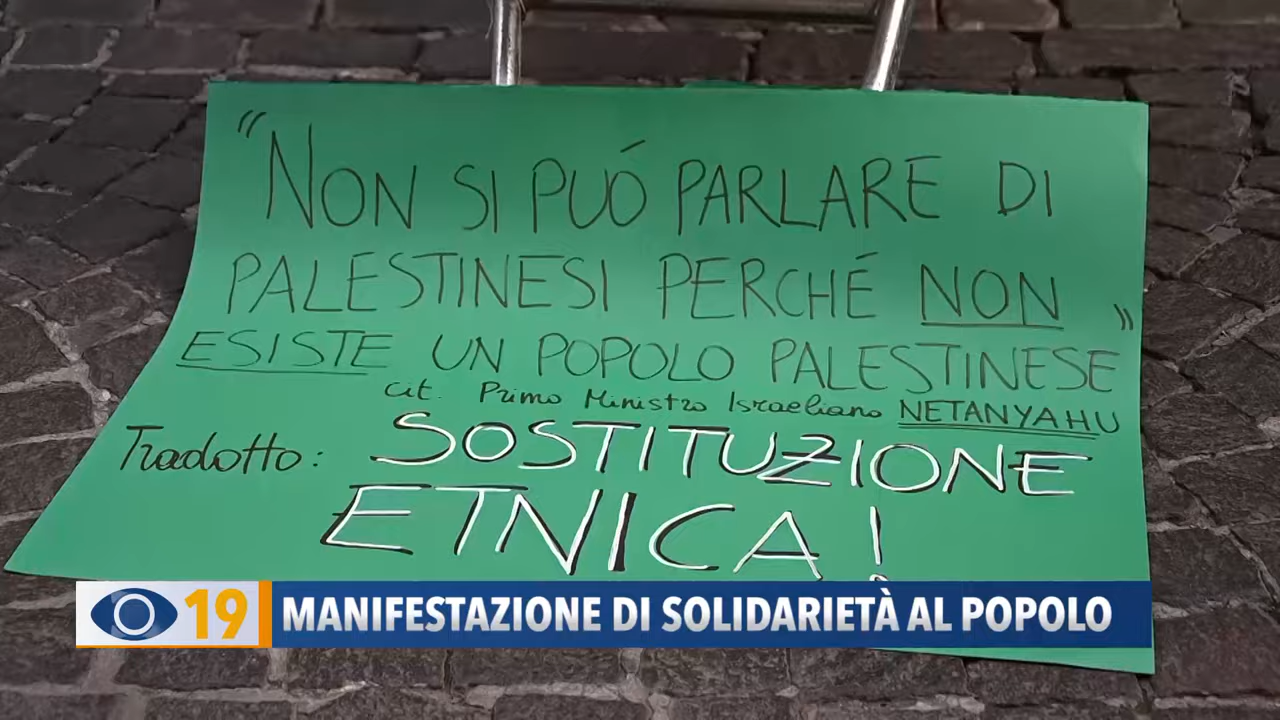 “NON SI PUÓ PARLARE DI
PALESTINESI PERCHÉ NON
ESISTE UN POPOLO PALESTINESE”
cit. Primo Ministro Israeliano NETANYAHU
Tradotto: SOSTITUZIONE
ETNICA!
19 MANIFESTAZIONE DI SOLIDARIETÀ AL POPOLO